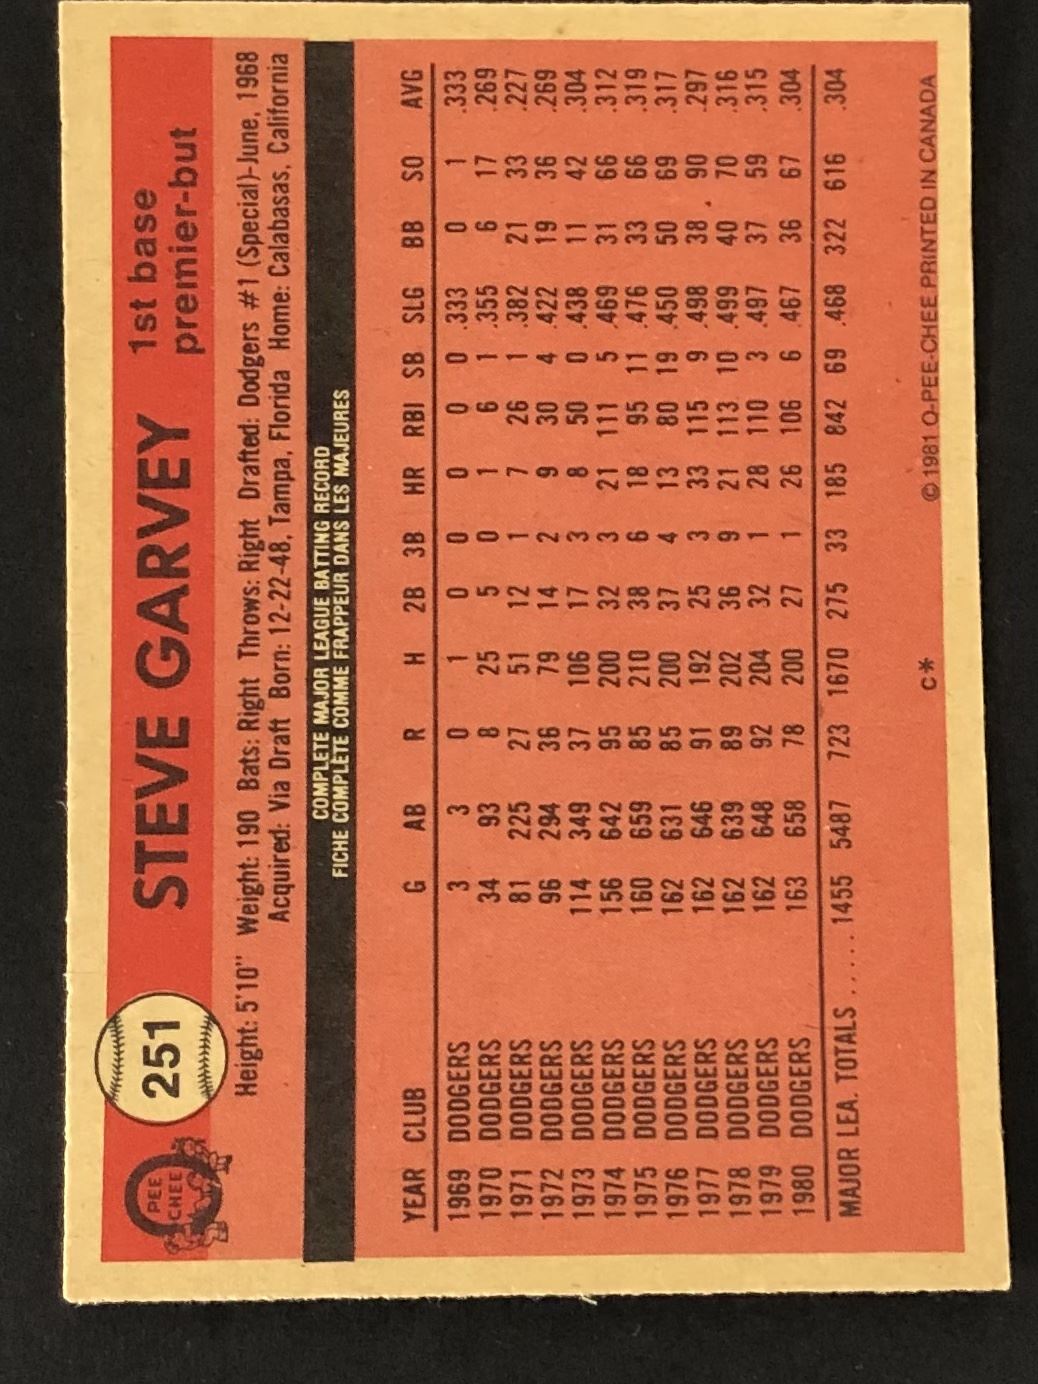 O
PEE
CHEE
251
STEVE GARVEY
1st base
premier-but
Height: 5'10" Weight: 190 Bats: Right Throws: Right Drafted: Dodgers #1 (Special)-June, 1968
Acquired: Via Draft Born: 12-22-48, Tampa, Florida Home: Calabasas, California
COMPLETE MAJOR LEAGUE BATTING RECORD
FICHE COMPLÈTE COMME FRAPPEUR DANS LES MAJEURES
YEAR CLUB G AB R H 2B 3B HR RBI SB SLG BB SO AVG
1969 DODGERS 3 3 0 1 0 0 0 0 0 .333 0 1 .333
1970 DODGERS 34 93 8 25 5 0 1 6 1 .355 6 17 .269
1971 DODGERS 81 225 27 51 12 1 7 26 1 .382 21 33 .227
1972 DODGERS 96 294 36 79 14 2 9 30 4 .422 19 36 .269
1973 DODGERS 114 349 37 106 17 3 8 50 0 .438 11 42 .304
1974 DODGERS 156 642 95 200 32 3 21 111 5 .469 31 66 .312
1975 DODGERS 160 659 85 210 38 6 18 95 11 .476 33 66 .319
1976 DODGERS 162 631 85 200 37 4 13 80 19 .450 50 69 .317
1977 DODGERS 162 646 91 192 25 3 33 115 9 .498 38 90 .297
1978 DODGERS 162 639 89 202 36 9 21 113 10 .499 40 70 .316
1979 DODGERS 162 648 92 204 32 1 28 110 3 .497 37 59 .315
1980 DODGERS 163 658 78 200 27 1 26 106 6 .467 36 67 .304
MAJOR LEA. TOTALS ..... 1455 5487 723 1670 275 33 185 842 69 .468 322 616 .304
C* © 1981 O-PEE-CHEE PRINTED IN CANADA